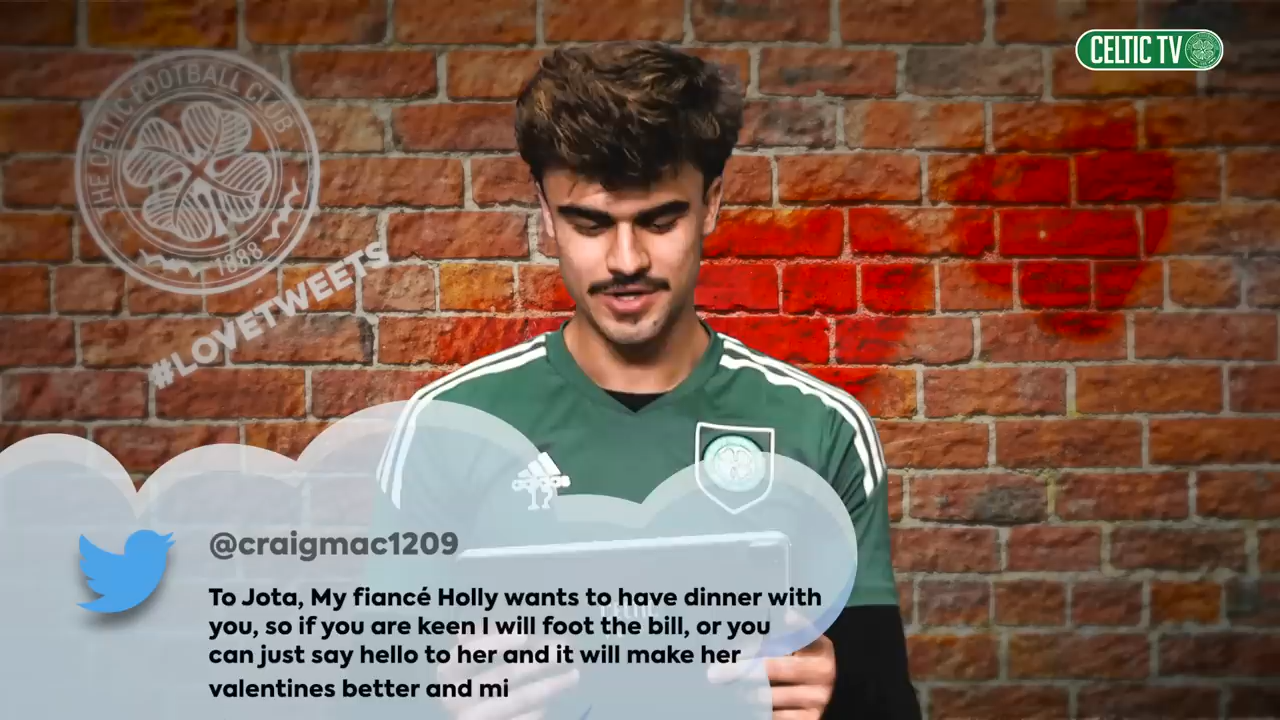 CELTIC TV
THE CELTIC FOOTBALL CLUB
1888
#LOVETWEETS
adidas
12
@craigmac1209
To Jota, My fiancé Holly wants to have dinner with
you, so if you are keen I will foot the bill, or you
can just say hello to her and it will make her
valentines better and mi